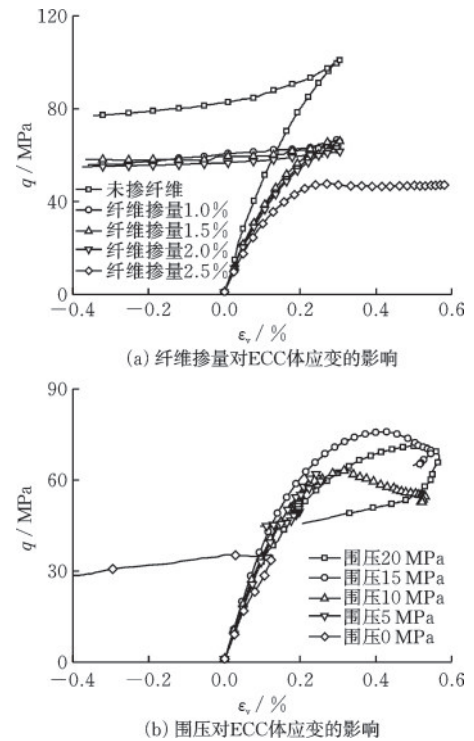 120
80
40
0
q / MPa
未掺纤维
纤维掺量1.0%
纤维掺量1.5%
纤维掺量2.0%
纤维掺量2.5%
−0.4 −0.2 0.0 0.2 0.4 0.6
εv / %
(a) 纤维掺量对ECC体应变的影响
90
60
30
0
q / MPa
围压20 MPa
围压15 MPa
围压10 MPa
围压5 MPa
围压0 MPa
−0.4 −0.2 0.0 0.2 0.4 0.6
εv / %
(b) 围压对ECC体应变的影响